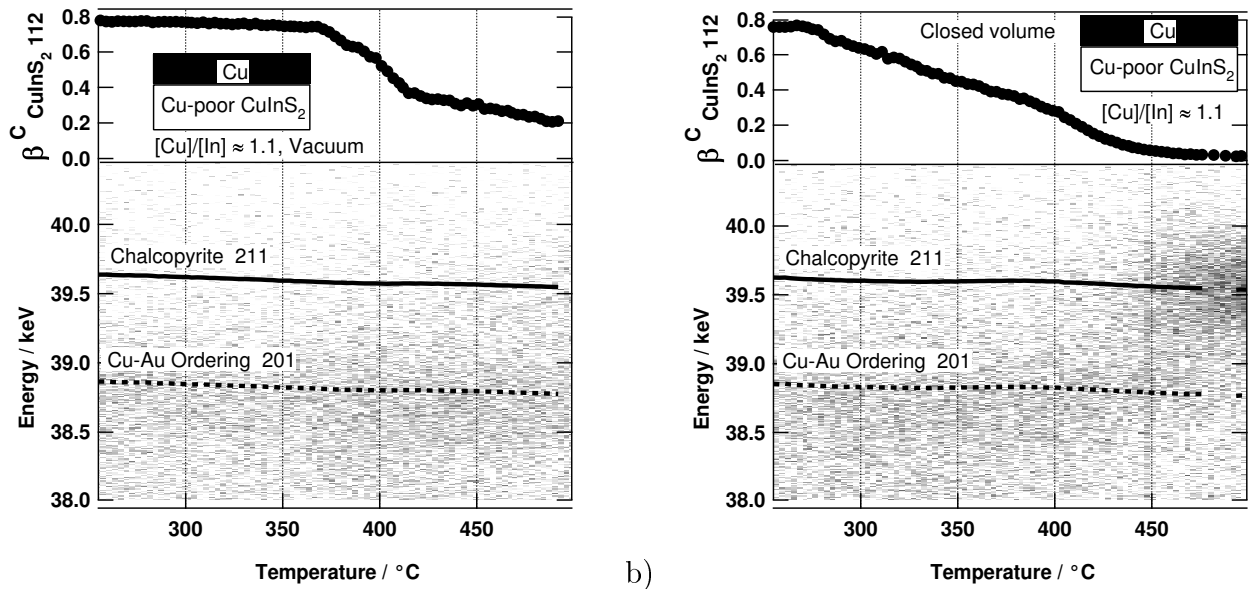 β^C CuInS2 112
0.8
0.6
0.4
0.2
0.0
Cu
Cu-poor CuInS2
[Cu]/[In] ≈ 1.1, Vacuum
Energy / keV
40.0
39.5
39.0
38.5
38.0
Chalcopyrite 211
Cu-Au Ordering 201
300
350
400
450
Temperature / °C
b)
β^C CuInS2 112
0.8
0.6
0.4
0.2
0.0
Closed volume
Cu
Cu-poor CuInS2
[Cu]/[In] ≈ 1.1
Energy / keV
40.0
39.5
39.0
38.5
38.0
Chalcopyrite 211
Cu-Au Ordering 201
300
350
400
450
Temperature / °C